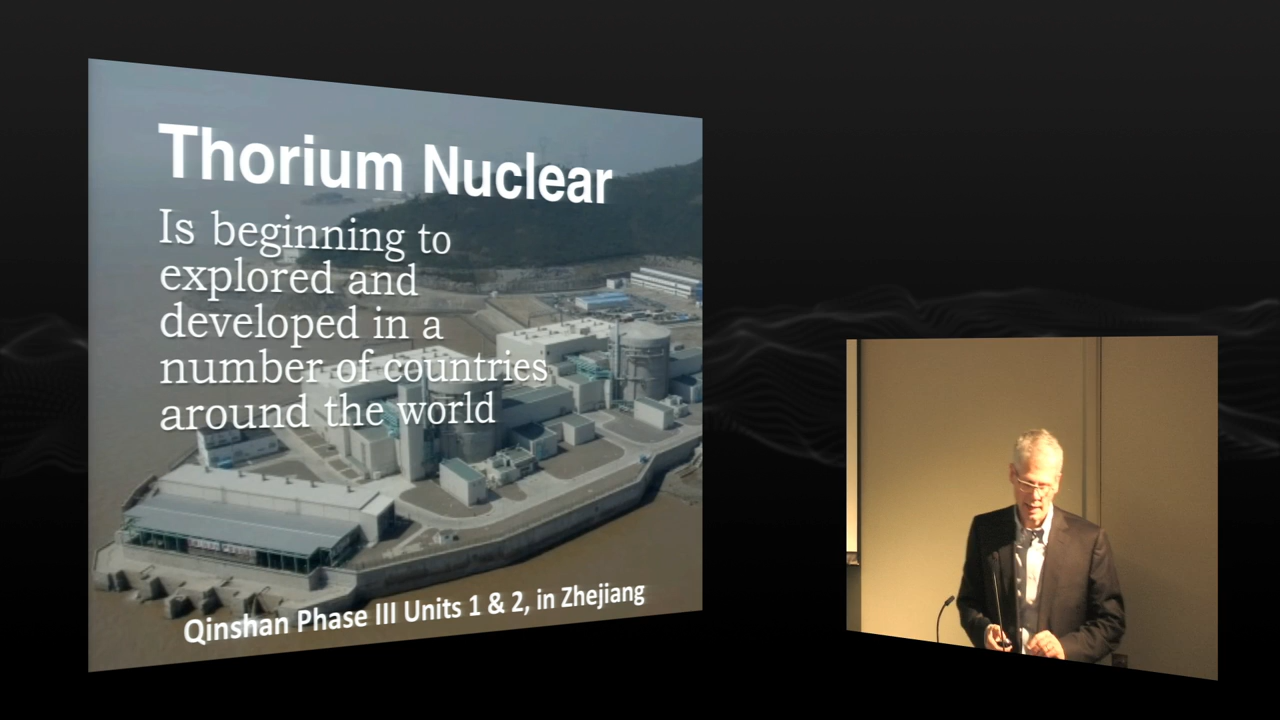 Thorium Nuclear
Is beginning to
explored and
developed in a
number of countries
around the world
Qinshan Phase III Units 1 & 2, in Zhejiang